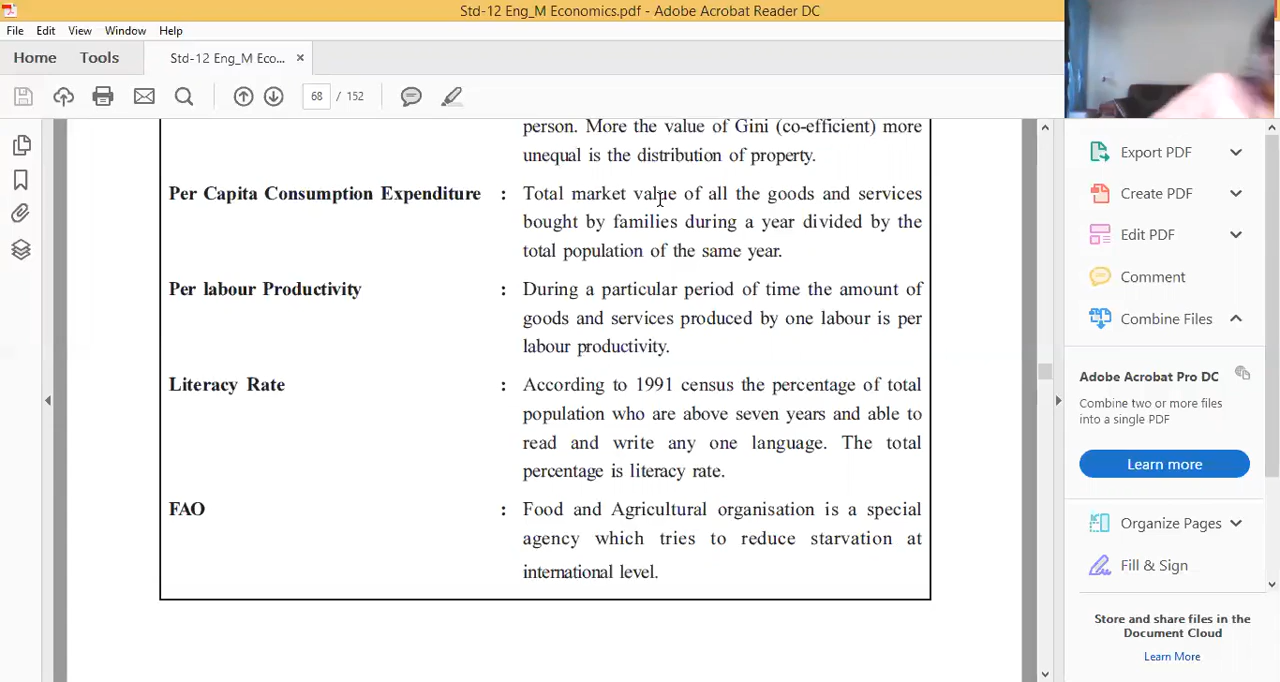 Std-12 Eng_M Economics.pdf - Adobe Acrobat Reader DC
File Edit View Window Help
Home Tools Std-12 Eng_M Eco... ×
68 / 152
person. More the value of Gini (co-efficient) more
unequal is the distribution of property.
Per Capita Consumption Expenditure : Total market value of all the goods and services
bought by families during a year divided by the
total population of the same year.
Per labour Productivity : During a particular period of time the amount of
goods and services produced by one labour is per
labour productivity.
Literacy Rate : According to 1991 census the percentage of total
population who are above seven years and able to
read and write any one language. The total
percentage is literacy rate.
FAO : Food and Agricultural organisation is a special
agency which tries to reduce starvation at
international level.
Export PDF
Create PDF
Edit PDF
Comment
Combine Files
Adobe Acrobat Pro DC
Combine two or more files
into a single PDF
Learn more
Organize Pages
Fill & Sign
Store and share files in the
Document Cloud
Learn More